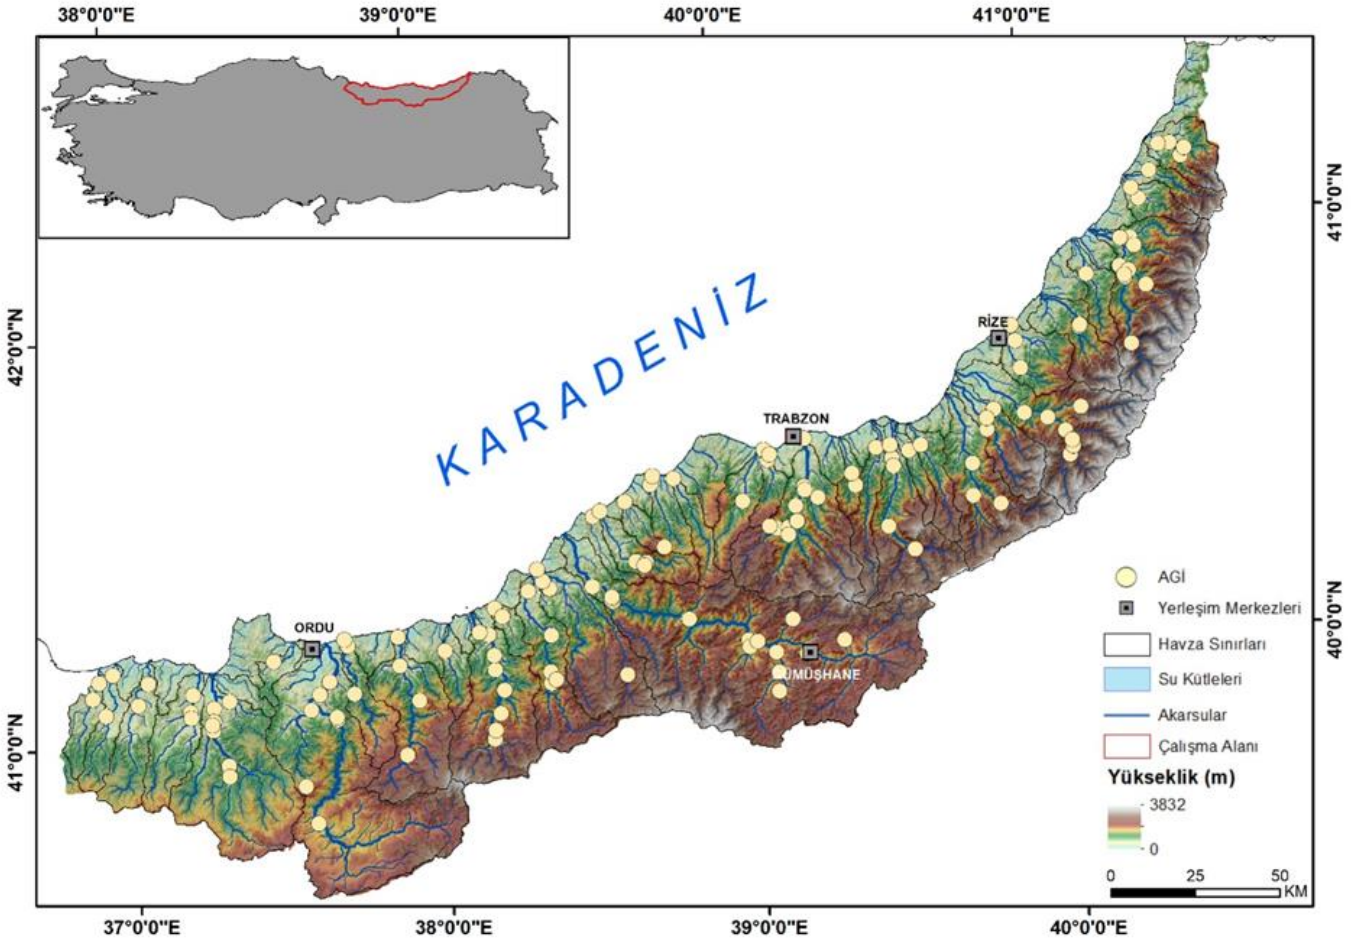 38°0'0"E 39°0'0"E 40°0'0"E 41°0'0"E
41°0'0"N
42°0'0"N
KARADENİZ
RİZE
TRABZON
ORDU
GÜMÜŞHANE
40°0'0"N
41°0'0"N
AGİ
Yerleşim Merkezleri
Havza Sınırları
Su Kütleleri
Akarsular
Çalışma Alanı
Yükseklik (m)
3832
0
0 25 50
KM
37°0'0"E 38°0'0"E 39°0'0"E 40°0'0"E